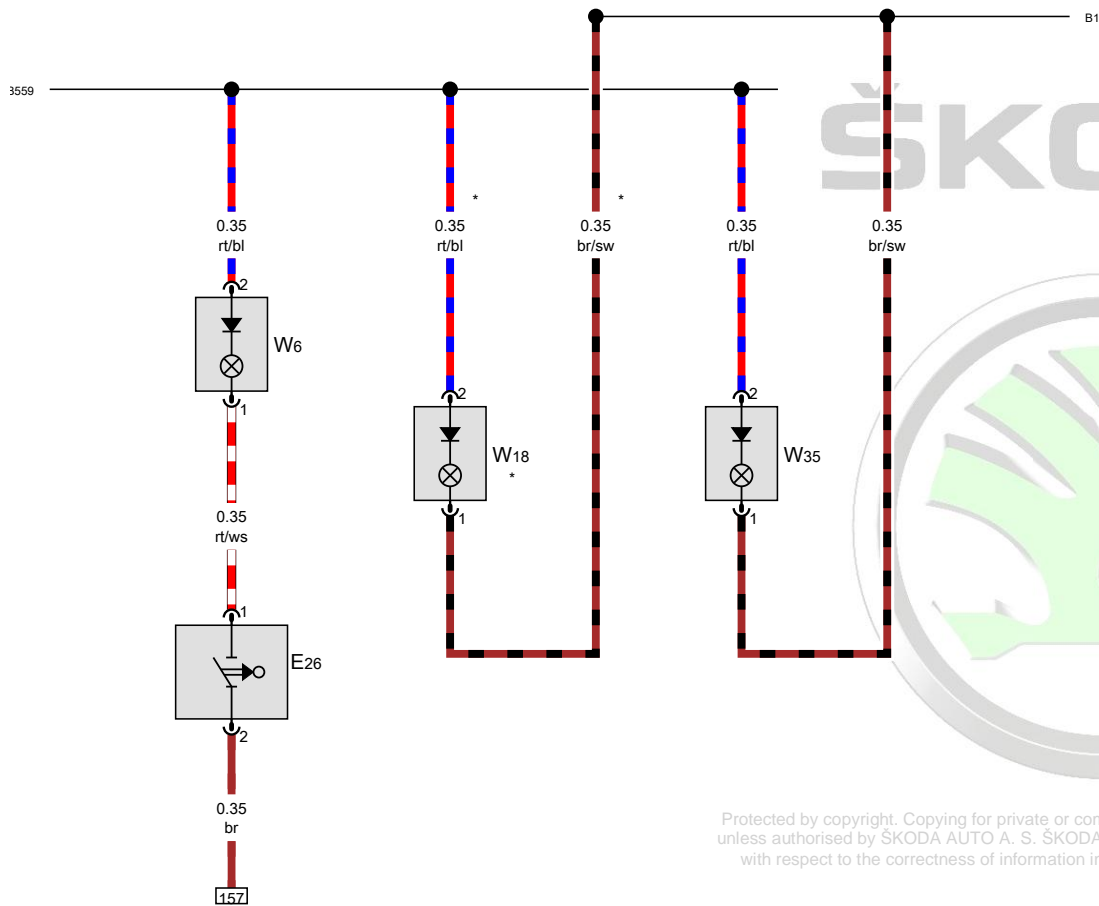 B1
3559
ŠKO
*
*
0.35
rt/bl
0.35
rt/bl
0.35
br/sw
0.35
rt/bl
0.35
br/sw
2
W6
1
2
W18
*
1
2
W35
1
0.35
rt/ws
1
E26
2
0.35
br
157
Protected by copyright. Copying for private or com
unless authorised by ŠKODA AUTO A. S. ŠKODA
with respect to the correctness of information in